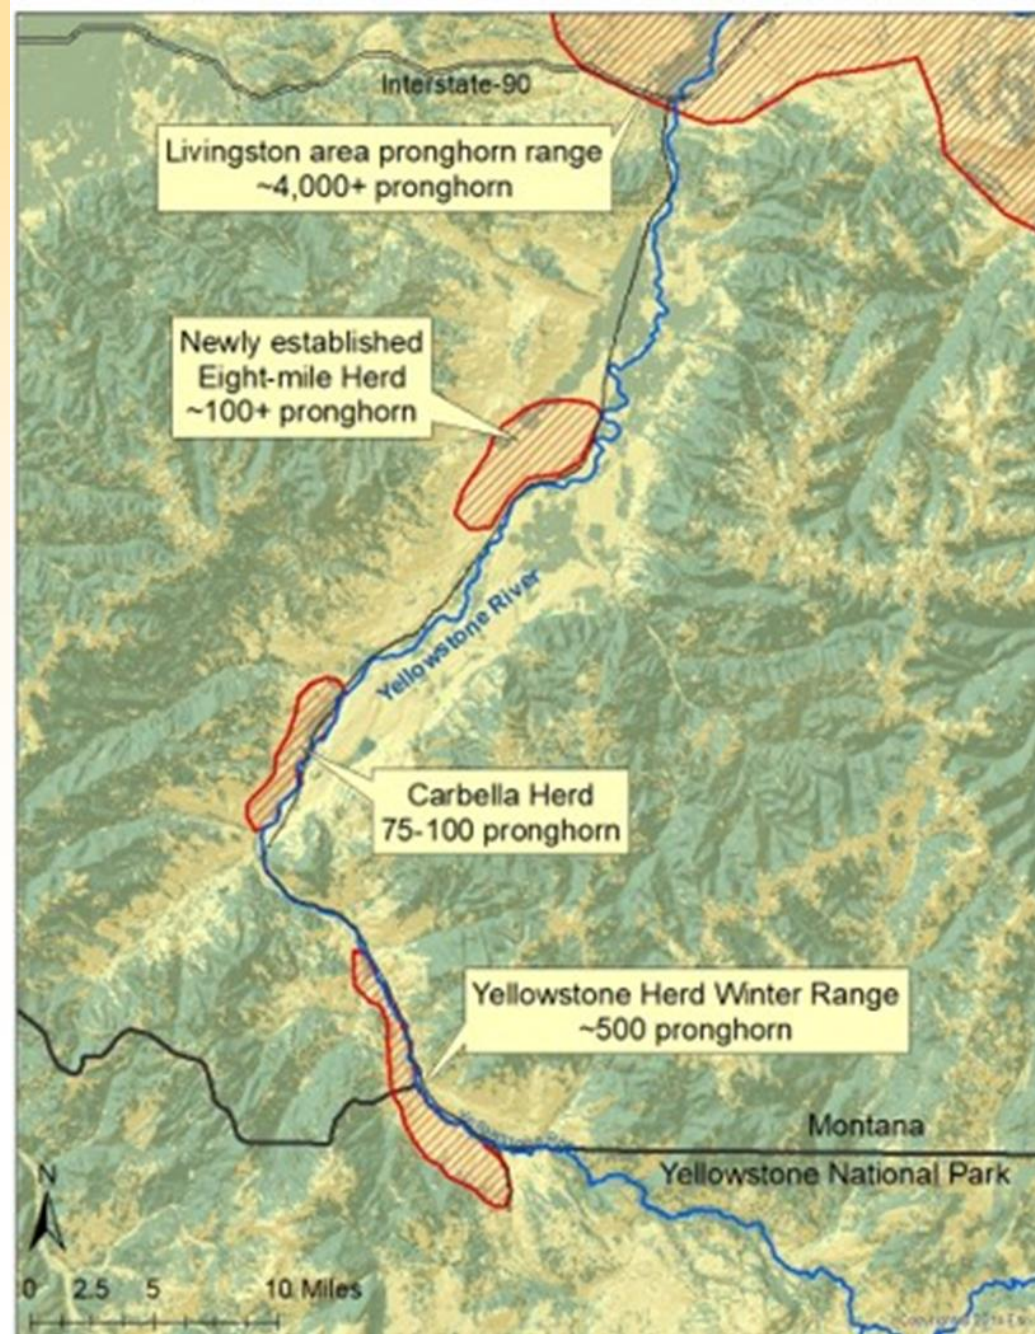 Interstate-90
Livingston area pronghorn range
~4,000+ pronghorn
Newly established
Eight-mile Herd
~100+ pronghorn
Yellowstone River
Carbella Herd
75-100 pronghorn
Yellowstone Herd Winter Range
~500 pronghorn
Montana
Yellowstone National Park
N
0 2.5 5 10 Miles